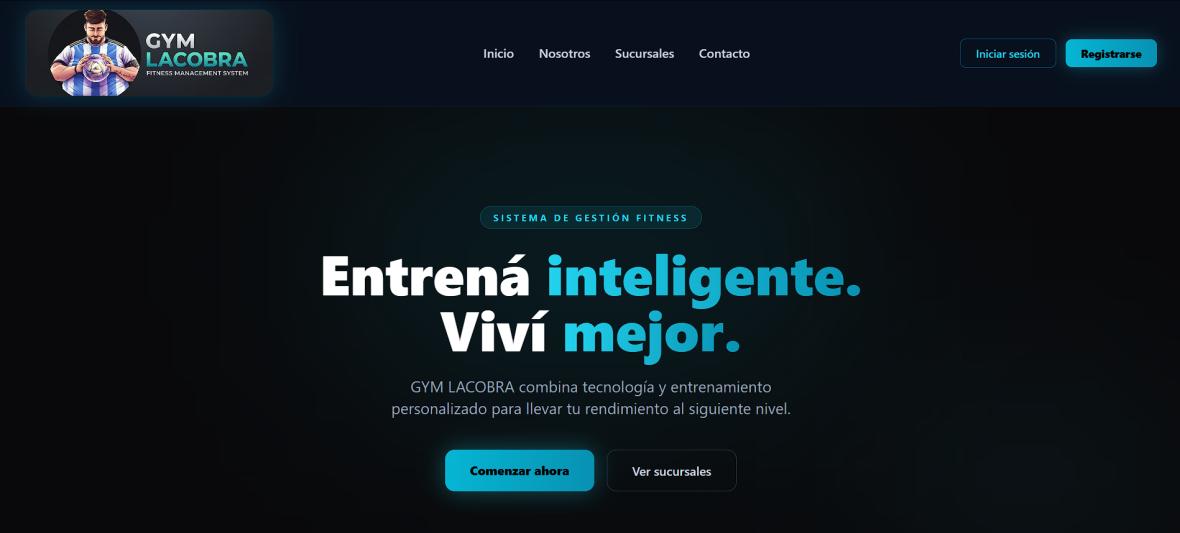 GYM
LACOBRA
FITNESS MANAGEMENT SYSTEM
Inicio
Nosotros
Sucursales
Contacto
Iniciar sesión
Registrarse
SISTEMA DE GESTIÓN FITNESS
Entrená inteligente.
Viví mejor.
GYM LACOBRA combina tecnología y entrenamiento
personalizado para llevar tu rendimiento al siguiente nivel.
Comenzar ahora
Ver sucursales